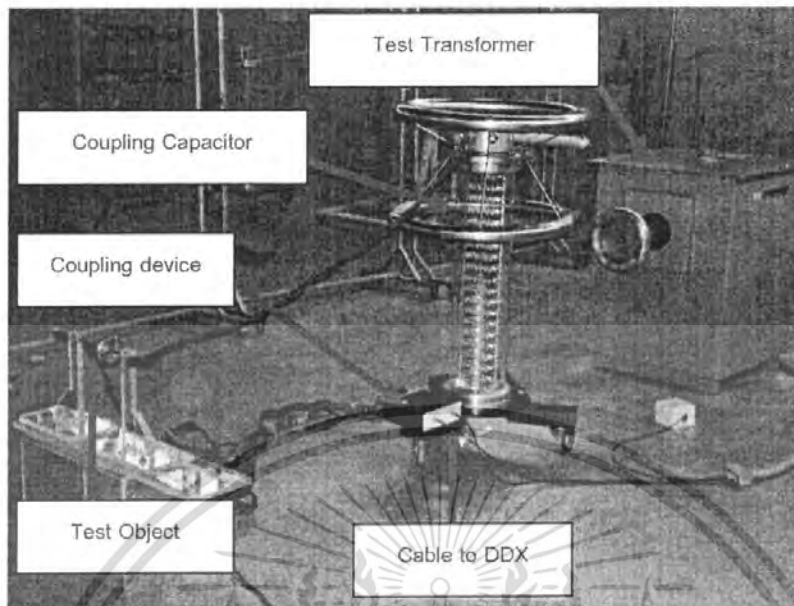 Test Transformer
Coupling Capacitor
Coupling device
Test Object
Cable to DDX